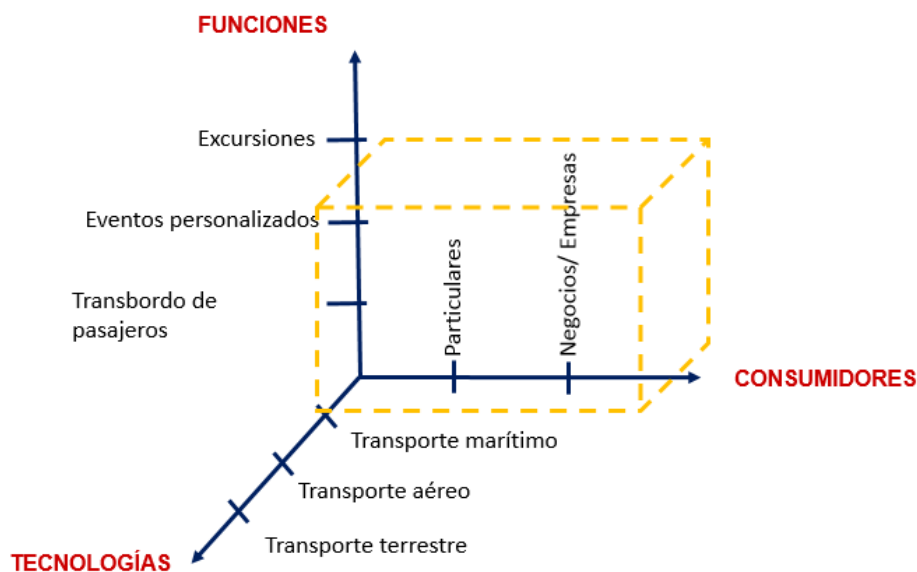 FUNCIONES
Excursiones
Eventos personalizados
Transbordo de
pasajeros
Particulares
Negocios/ Empresas
CONSUMIDORES
Transporte marítimo
Transporte aéreo
Transporte terrestre
TECNOLOGÍAS